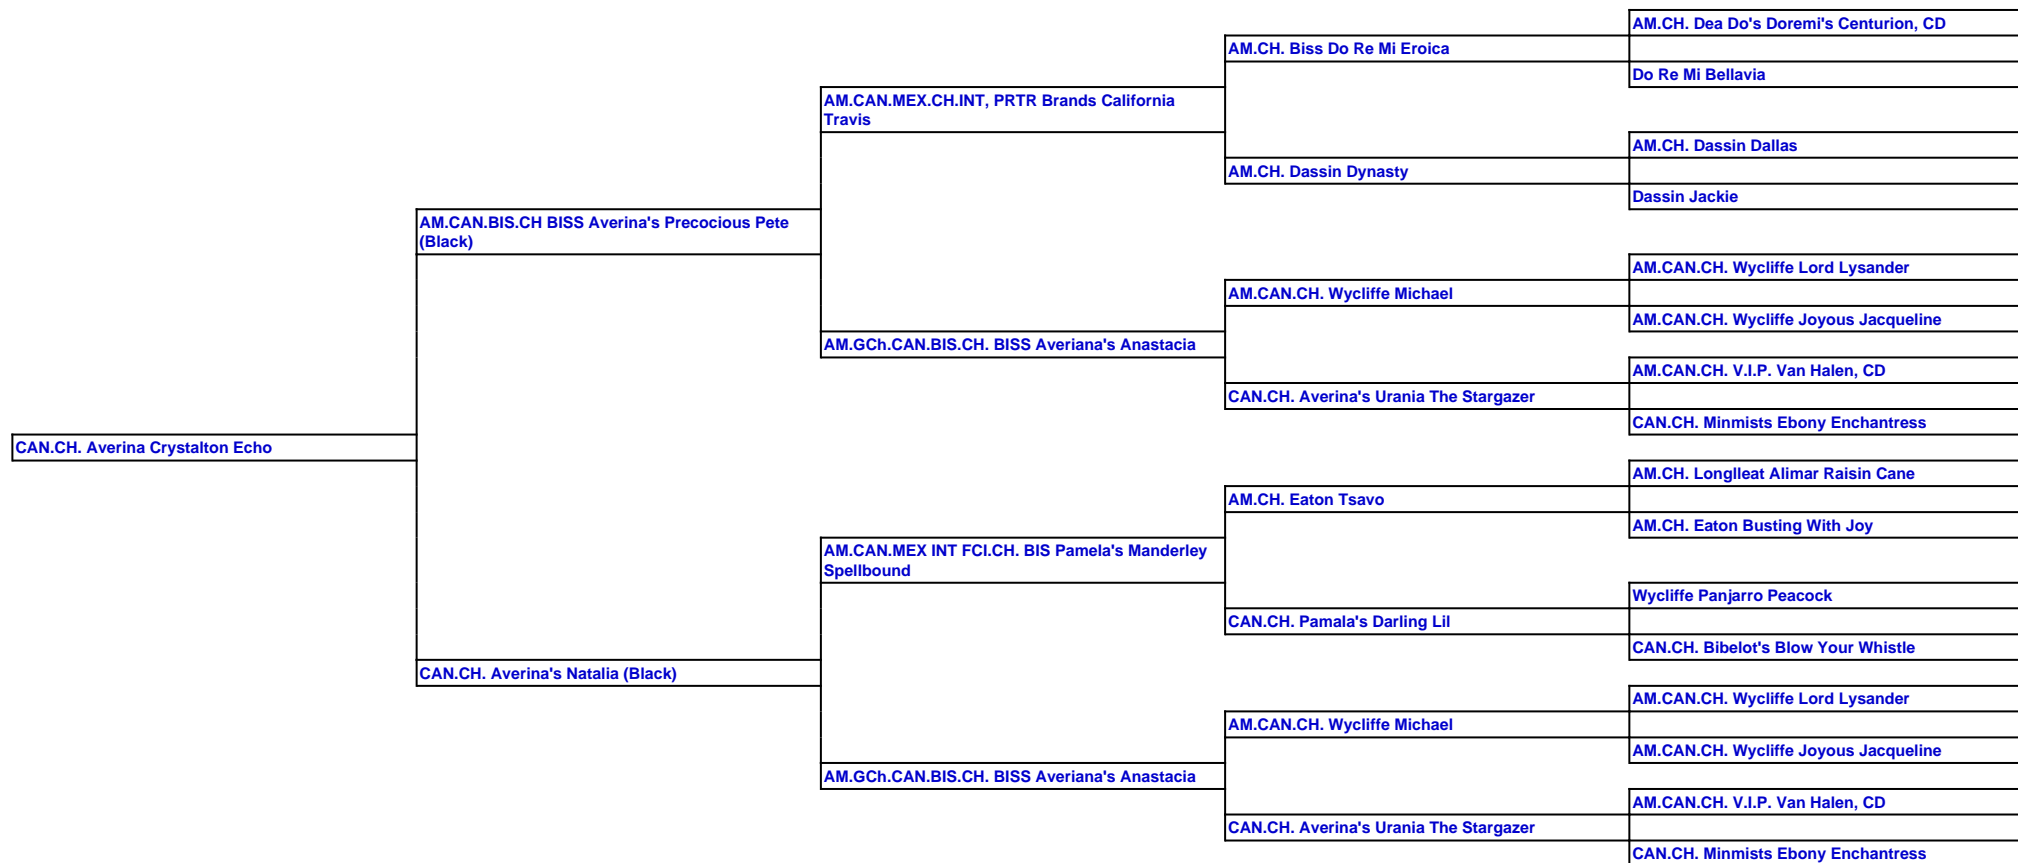 AM.CH. Dea Do's Doremi's Centurion, CD
AM.CH. Biss Do Re Mi Eroica
Do Re Mi Bellavia
AM.CAN.MEX.CH.INT, PRTR Brands California
Travis
AM.CH. Dassin Dallas
AM.CH. Dassin Dynasty
Dassin Jackie
AM.CAN.BIS.CH BISS Averina's Precocious Pete
(Black)
AM.CAN.CH. Wycliffe Lord Lysander
AM.CAN.CH. Wycliffe Michael
AM.CAN.CH. Wycliffe Joyous Jacqueline
AM.GCh.CAN.BIS.CH. BISS Averiana's Anastacia
AM.CAN.CH. V.I.P. Van Halen, CD
CAN.CH. Averina's Urania The Stargazer
CAN.CH. Minmists Ebony Enchantress
CAN.CH. Averina Crystalton Echo
AM.CH. Longlleat Alimar Raisin Cane
AM.CH. Eaton Tsavo
AM.CH. Eaton Busting With Joy
AM.CAN.MEX INT FCI.CH. BIS Pamela's Manderley
Spellbound
Wycliffe Panjarro Peacock
CAN.CH. Pamala's Darling Lil
CAN.CH. Bibelot's Blow Your Whistle
CAN.CH. Averina's Natalia (Black)
AM.CAN.CH. Wycliffe Lord Lysander
AM.CAN.CH. Wycliffe Michael
AM.CAN.CH. Wycliffe Joyous Jacqueline
AM.GCh.CAN.BIS.CH. BISS Averiana's Anastacia
AM.CAN.CH. V.I.P. Van Halen, CD
CAN.CH. Averina's Urania The Stargazer
CAN.CH. Minmists Ebony Enchantress